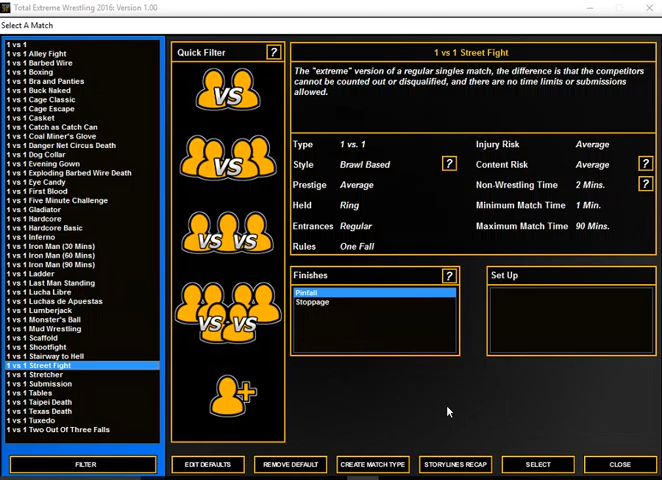 Total Extreme Wrestling 2016: Version 1.00
Select A Match
1 vs 1
1 vs 1 Alley Fight
1 vs 1 Barbed Wire
1 vs 1 Boxing
1 vs 1 Bra and Panties
1 vs 1 Buck Naked
1 vs 1 Cage Classic
1 vs 1 Cage Escape
1 vs 1 Casket
1 vs 1 Catch as Catch Can
1 vs 1 Coal Miner's Glove
1 vs 1 Danger Net Circus Death
1 vs 1 Dog Collar
1 vs 1 Evening Gown
1 vs 1 Exploding Barbed Wire Death
1 vs 1 Eye Candy
1 vs 1 First Blood
1 vs 1 Five Minute Challenge
1 vs 1 Gladiator
1 vs 1 Hardcore
1 vs 1 Hardcore Basic
1 vs 1 Inferno
1 vs 1 Iron Man (30 Mins)
1 vs 1 Iron Man (60 Mins)
1 vs 1 Iron Man (90 Mins)
1 vs 1 Ladder
1 vs 1 Last Man Standing
1 vs 1 Lucha Libre
1 vs 1 Luchas de Apuestas
1 vs 1 Lumberjack
1 vs 1 Monster's Ball
1 vs 1 Mud Wrestling
1 vs 1 Scaffold
1 vs 1 Shootfight
1 vs 1 Stairway to Hell
1 vs 1 Street Fight
1 vs 1 Stretcher
1 vs 1 Submission
1 vs 1 Tables
1 vs 1 Taipei Death
1 vs 1 Texas Death
1 vs 1 Tuxedo
1 vs 1 Two Out Of Three Falls
FILTER
Quick Filter ?
VS
VS
VS VS
VS VS
1 vs 1 Street Fight
The "extreme" version of a regular singles match, the difference is that the competitors
cannot be counted out or disqualified, and there are no time limits or submissions
allowed.
Type 1 vs. 1 Injury Risk Average
Style Brawl Based ? Content Risk Average ?
Prestige Average Non-Wrestling Time 2 Mins. ?
Held Ring Minimum Match Time 1 Min.
Entrances Regular Maximum Match Time 90 Mins.
Rules One Fall
Finishes ?
Pinfall
Stoppage
Set Up
EDIT DEFAULTS REMOVE DEFAULT CREATE MATCH TYPE STORYLINES RECAP SELECT CLOSE